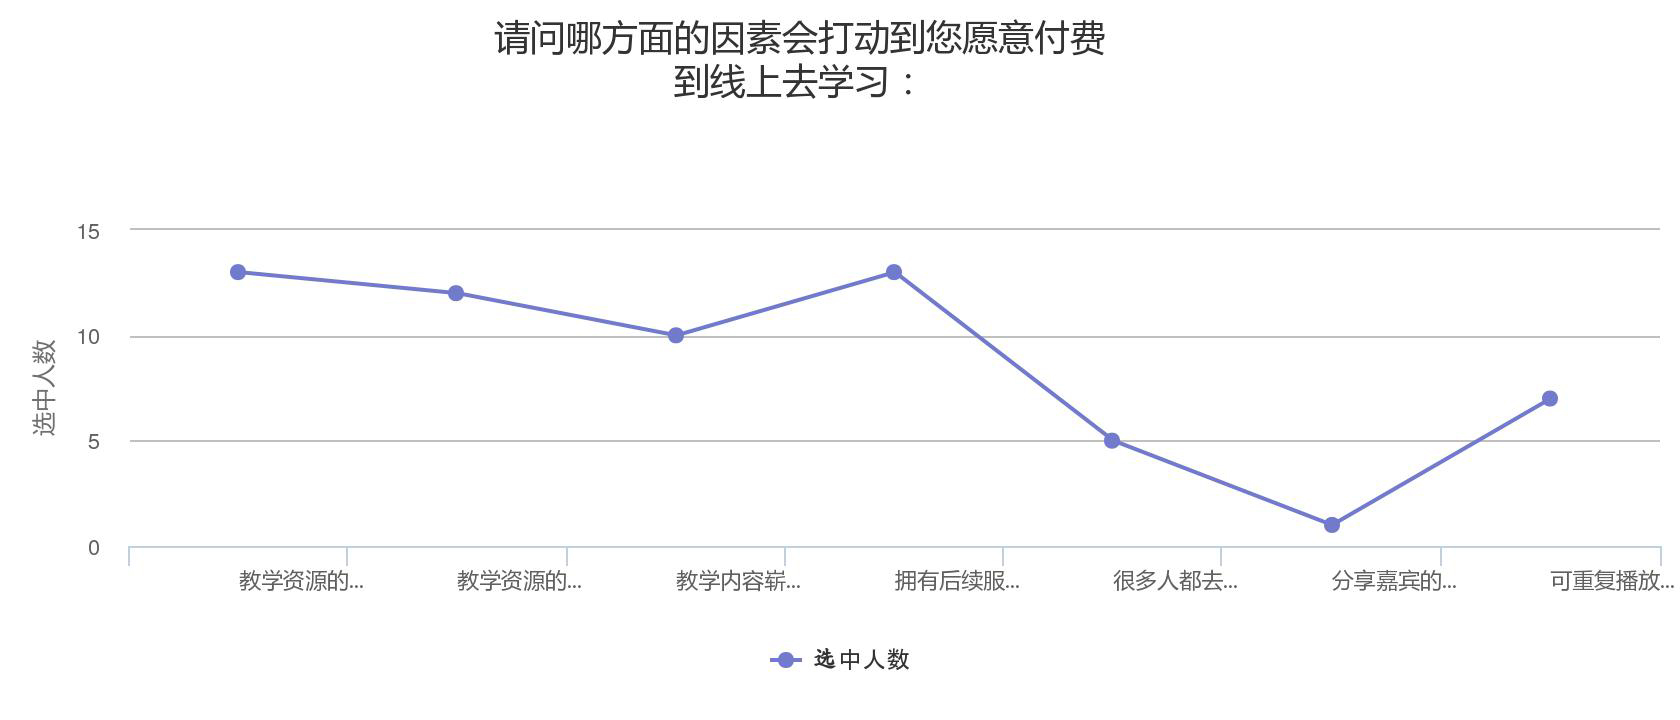 请问哪方面的因素会打动到您愿意付费
到线上去学习：
15
10
5
0
选中人数
教学资源的...
教学资源的...
教学内容崭...
拥有后续服...
很多人都去...
分享嘉宾的...
可重复播放...
选中人数